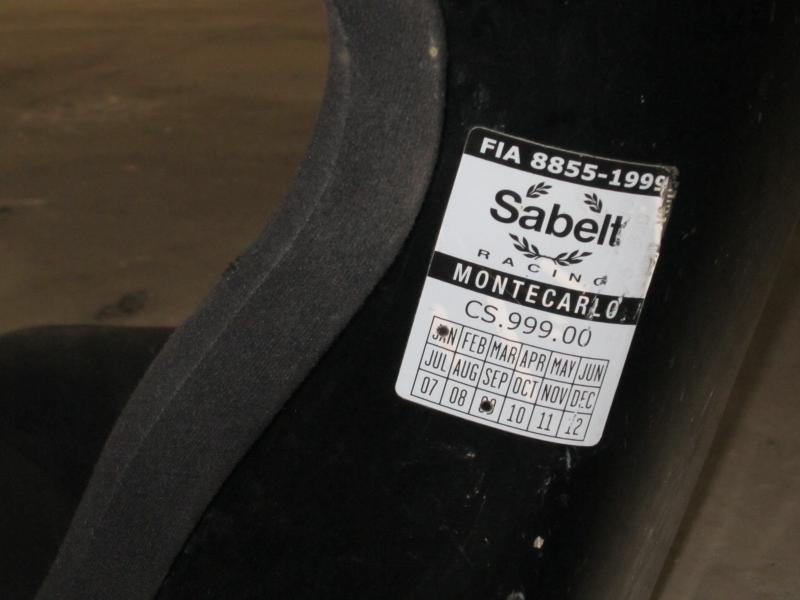 FIA 8855-1999
Sabelt
RACING
MONTECARLO
CS.999.00
JAN FEB MAR APR MAY JUN
JUL AUG SEP OCT NOV DEC
07 08 09 10 11 12